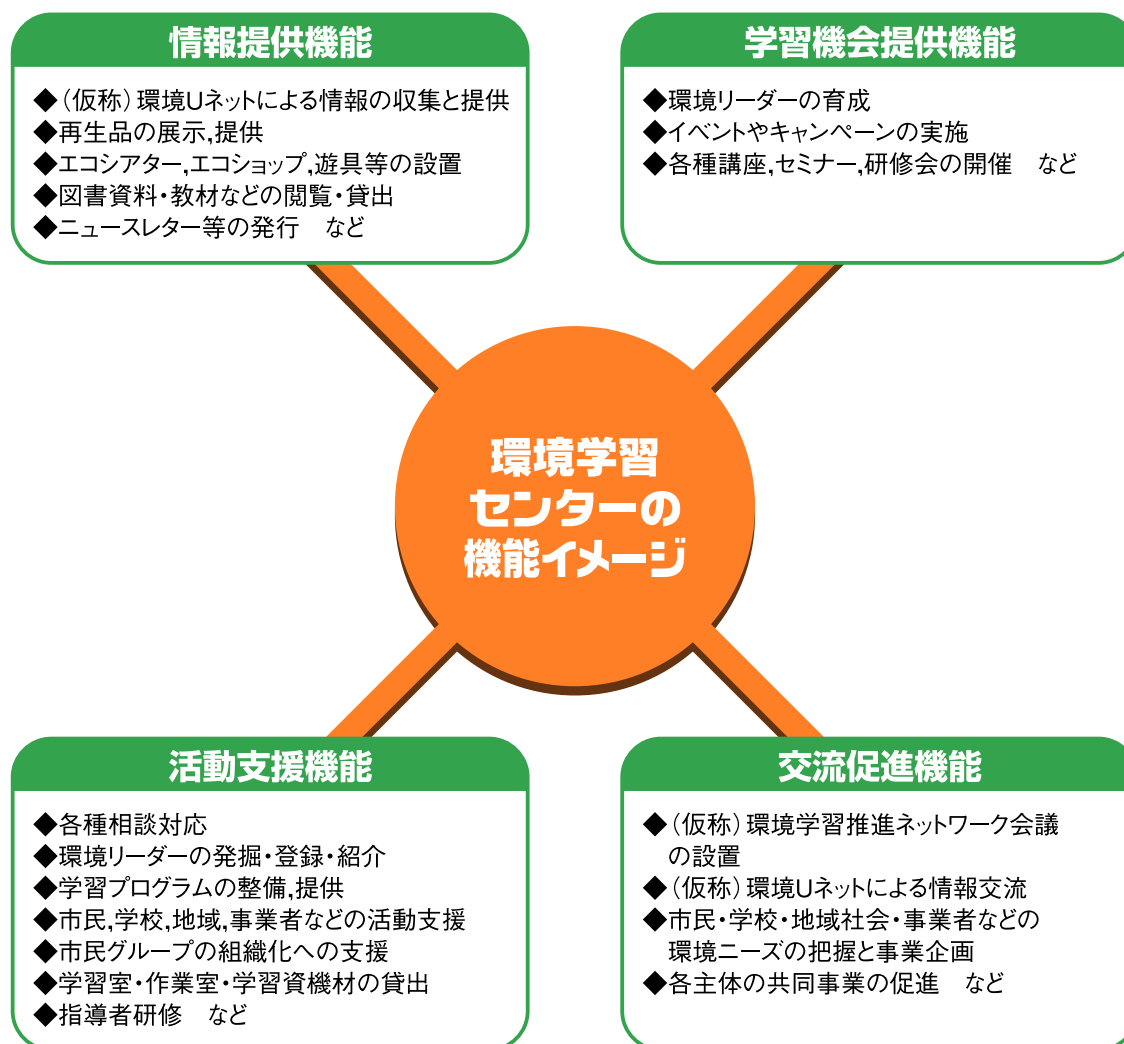 情報提供機能
◆（仮称）環境Uネットによる情報の収集と提供
◆再生品の展示,提供
◆エコシアター,エコショップ,遊具等の設置
◆図書資料・教材などの閲覧・貸出
◆ニュースレター等の発行　など
学習機会提供機能
◆環境リーダーの育成
◆イベントやキャンペーンの実施
◆各種講座,セミナー,研修会の開催　など
環境学習
センターの
機能イメージ
活動支援機能
◆各種相談対応
◆環境リーダーの発掘・登録・紹介
◆学習プログラムの整備,提供
◆市民,学校,地域,事業者などの活動支援
◆市民グループの組織化への支援
◆学習室・作業室・学習資機材の貸出
◆指導者研修　など
交流促進機能
◆（仮称）環境学習推進ネットワーク会議
の設置
◆（仮称）環境Uネットによる情報交流
◆市民・学校・地域社会・事業者などの
環境ニーズの把握と事業企画
◆各主体の共同事業の促進　など